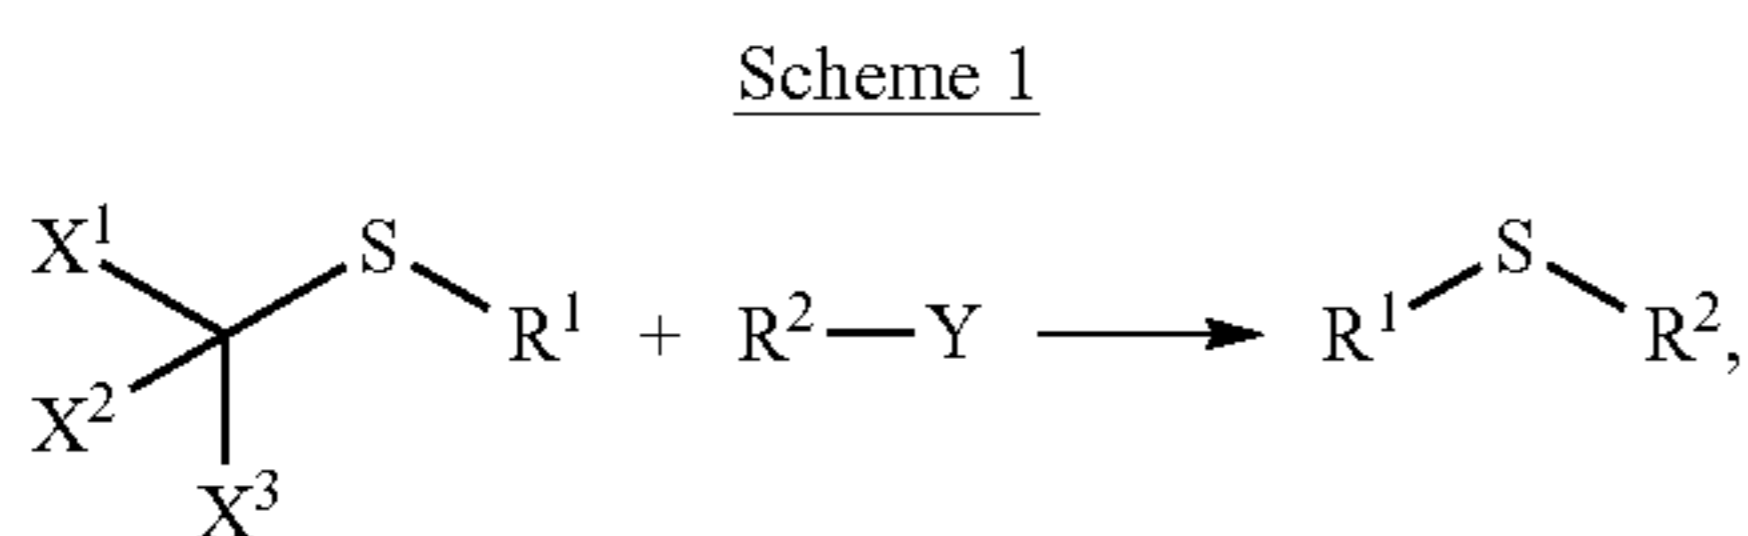 Scheme 1
X¹ S R¹ + R²—Y → R¹ S R²,
X²
X³